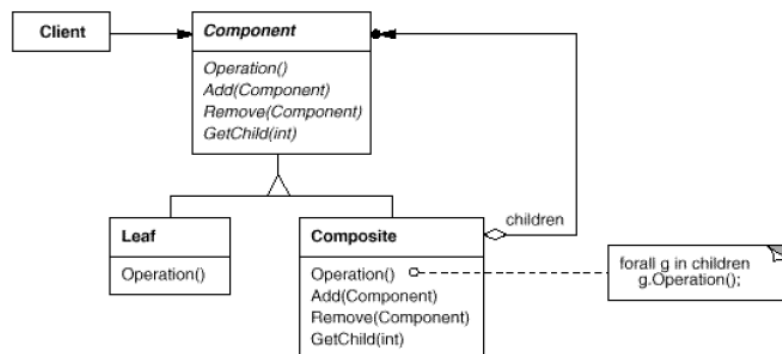 Client
Component
Operation()
Add(Component)
Remove(Component)
GetChild(int)
Leaf
Operation()
Composite
Operation()
Add(Component)
Remove(Component)
GetChild(int)
children
forall g in children
g.Operation();